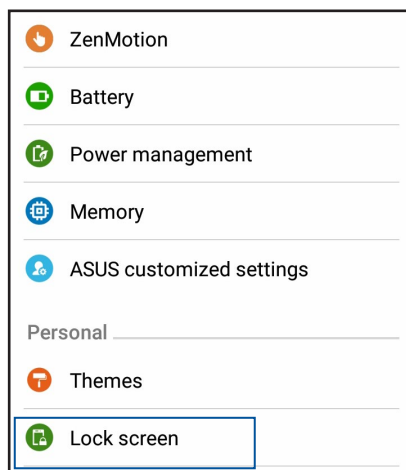 ZenMotion
Battery
Power management
Memory
ASUS customized settings
Personal
Themes
Lock screen